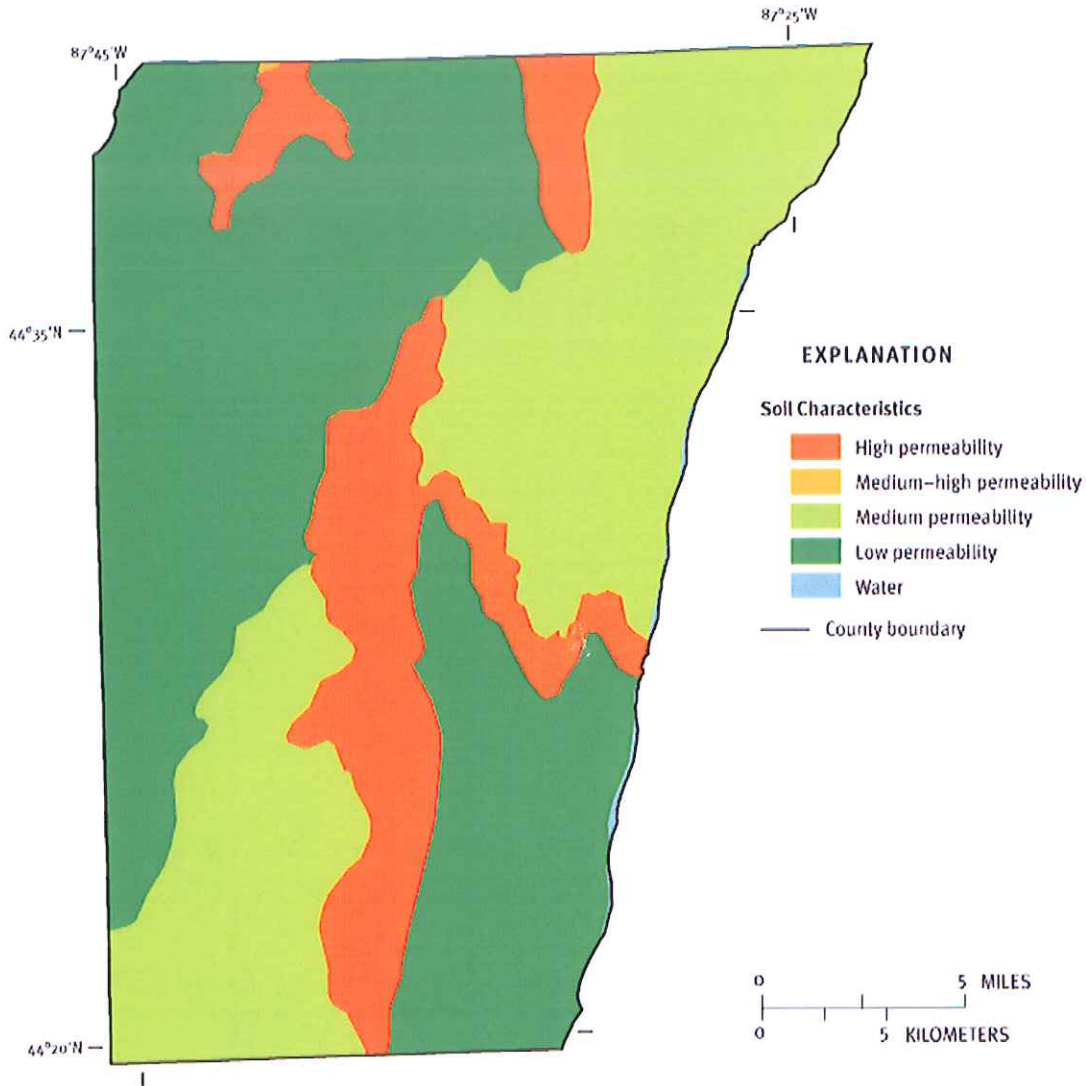 87°45'W
87°25'W
44°35'N
EXPLANATION
Soil Characteristics
High permeability
Medium–high permeability
Medium permeability
Low permeability
Water
County boundary
0 5 MILES
0 5 KILOMETERS
44°20'N